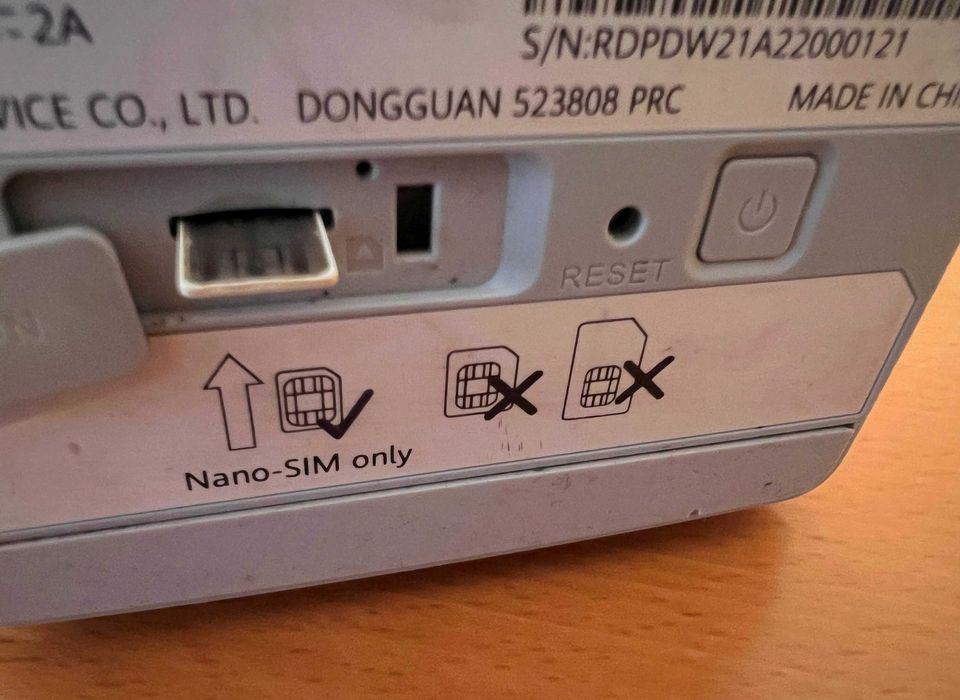 =2A
S/N:RDPDW21A22000121
VICE CO., LTD. DONGGUAN 523808 PRC MADE IN CHI
RESET
Nano-SIM only